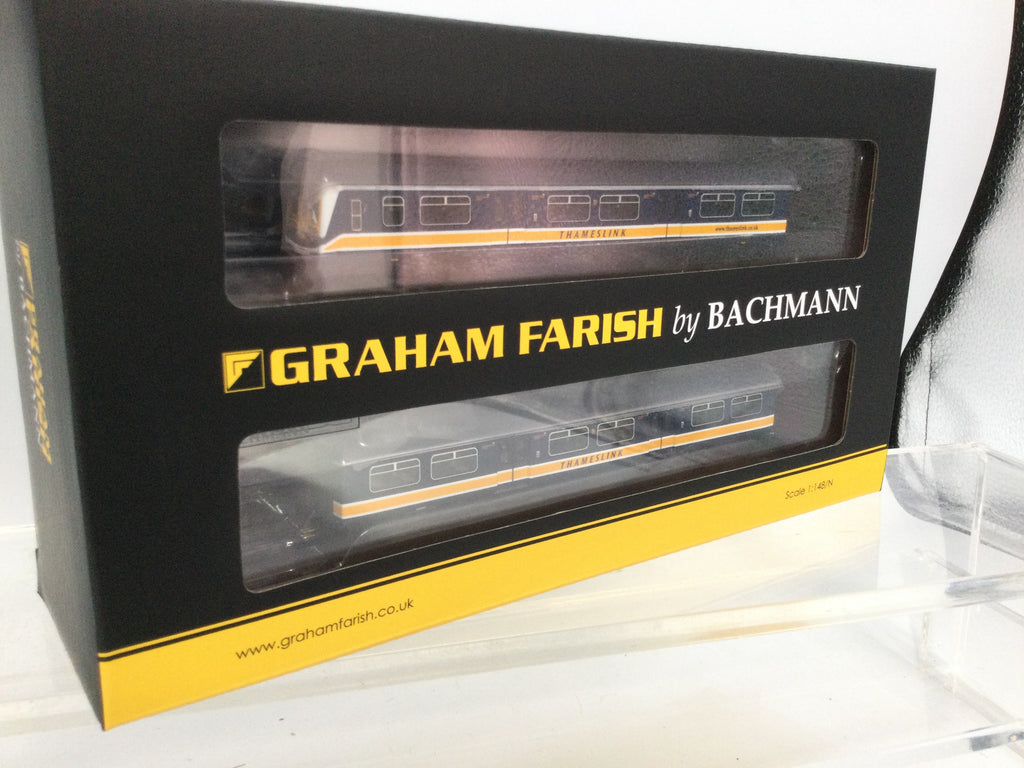 THAMESLINK
www.thameslink.co.uk
GRAHAM FARISH by BACHMANN
THAMESLINK
Scale 1:148/N
www.grahamfarish.co.uk